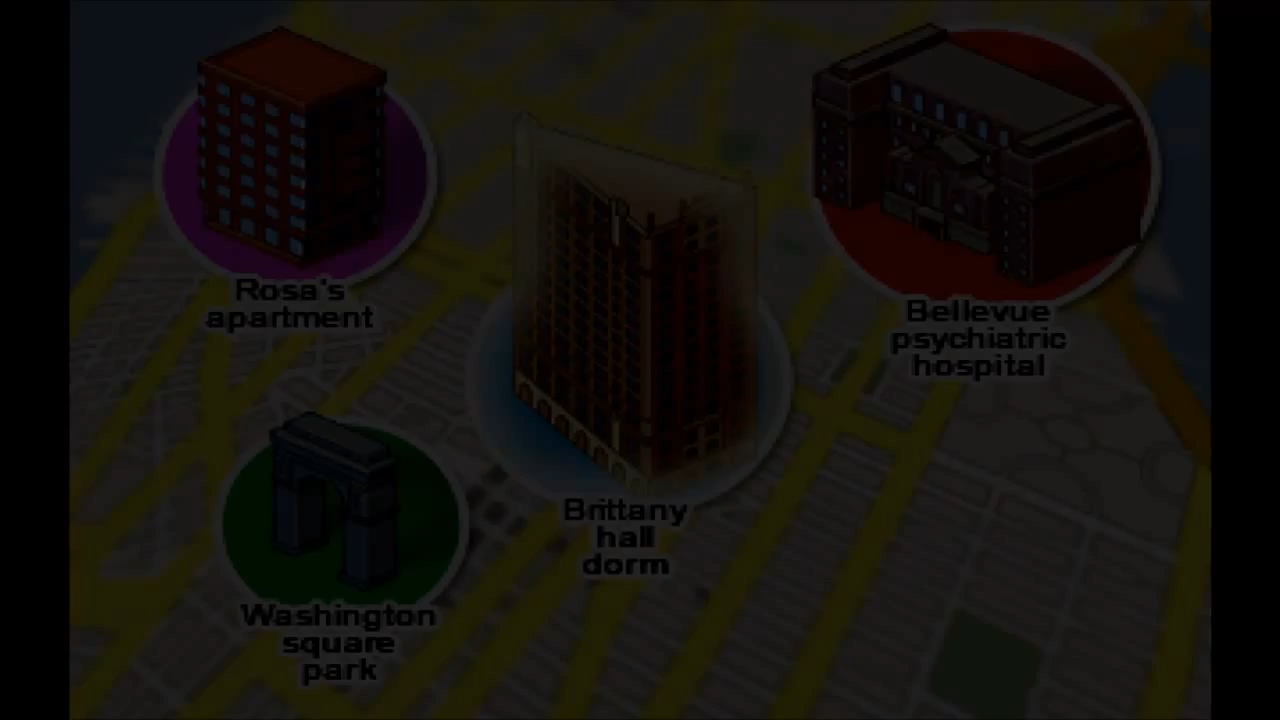 Rosa's
apartment
Bellevue
psychiatric
hospital
Brittany
hall
dorm
Washington
square
park